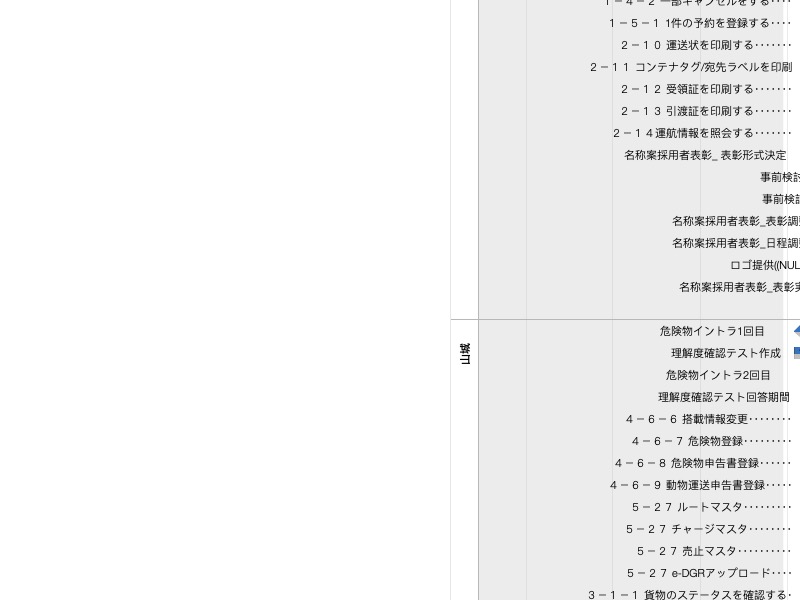 1－4－2 一部キャンセルをする････
1－5－1 1件の予約を登録する････
2－10 運送状を印刷する･･･････
2－11 コンテナタグ/宛先ラベルを印刷
2－12 受領証を印刷する･･･････
2－13 引渡証を印刷する･･･････
2－14運航情報を照会する･･･････
名称案採用者表彰_ 表彰形式決定
事前検討
事前検討
名称案採用者表彰_表彰調整
名称案採用者表彰_日程調整
ロゴ提供((NUL
名称案採用者表彰_表彰実
危険物イントラ1回目
理解度確認テスト作成
危険物イントラ2回目
理解度確認テスト回答期間
4－6－6 搭載情報変更････････
4－6－7 危険物登録･････････
4－6－8 危険物申告書登録･･････
4－6－9 動物運送申告書登録･････
5－27 ルートマスタ･････････
5－27 チャージマスタ････････
5－27 売止マスタ･･････････
5－27 e-DGRアップロード････
3－1－1 貨物のステータスを確認する･